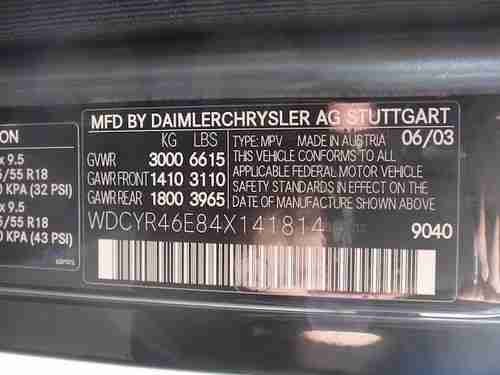 MFD BY DAIMLERCHRYSLER AG STUTTGART
KG LBS
GVWR 3000 6615
GAWR FRONT 1410 3110
GAWR REAR 1800 3965
TYPE: MPV MADE IN AUSTRIA 06/03
THIS VEHICLE CONFORMS TO ALL
APPLICABLE FEDERAL MOTOR VEHICLE
SAFETY STANDARDS IN EFFECT ON THE
DATE OF MANUFACTURE SHOWN ABOVE
WDCYR46E84X141814
9040
ION
x 9.5
5/55 R18
0 KPA (32 PSI)
x 9.5
5/55 R18
0 KPA (43 PSI)